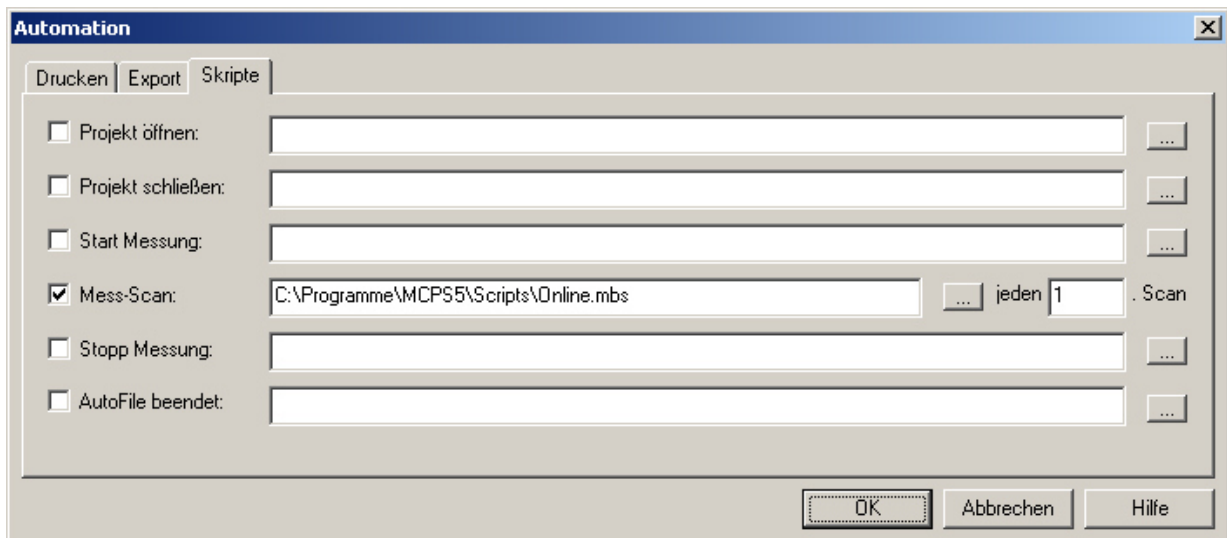 Automation
Drucken Export Skripte
Projekt öffnen: ...
Projekt schließen: ...
Start Messung: ...
Mess-Scan: C:\Programme\MCPS5\Scripts\Online.mbs ... jeden 1 . Scan
Stopp Messung: ...
AutoFile beendet: ...
OK Abbrechen Hilfe